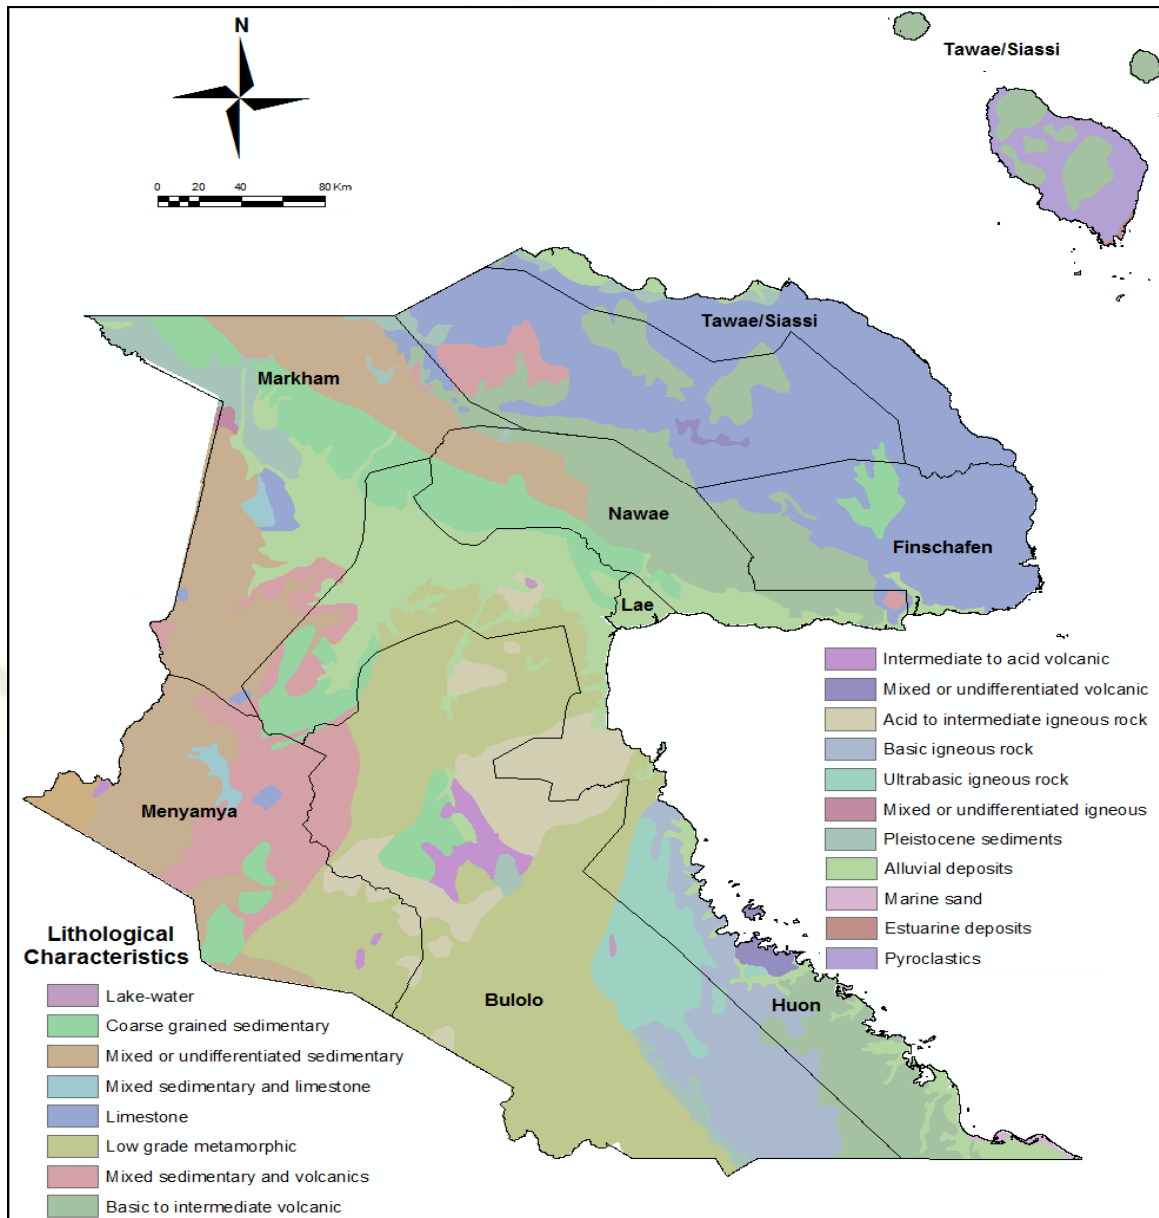 N
Tawae/Siassi
0 20 40 80 Km
Tawae/Siassi
Markham
Nawae
Finschafen
Lae
Menyamya
Bulolo
Huon
Intermediate to acid volcanic
Mixed or undifferentiated volcanic
Acid to intermediate igneous rock
Basic igneous rock
Ultrabasic igneous rock
Mixed or undifferentiated igneous
Pleistocene sediments
Alluvial deposits
Marine sand
Estuarine deposits
Pyroclastics
Lithological
Characteristics
Lake-water
Coarse grained sedimentary
Mixed or undifferentiated sedimentary
Mixed sedimentary and limestone
Limestone
Low grade metamorphic
Mixed sedimentary and volcanics
Basic to intermediate volcanic